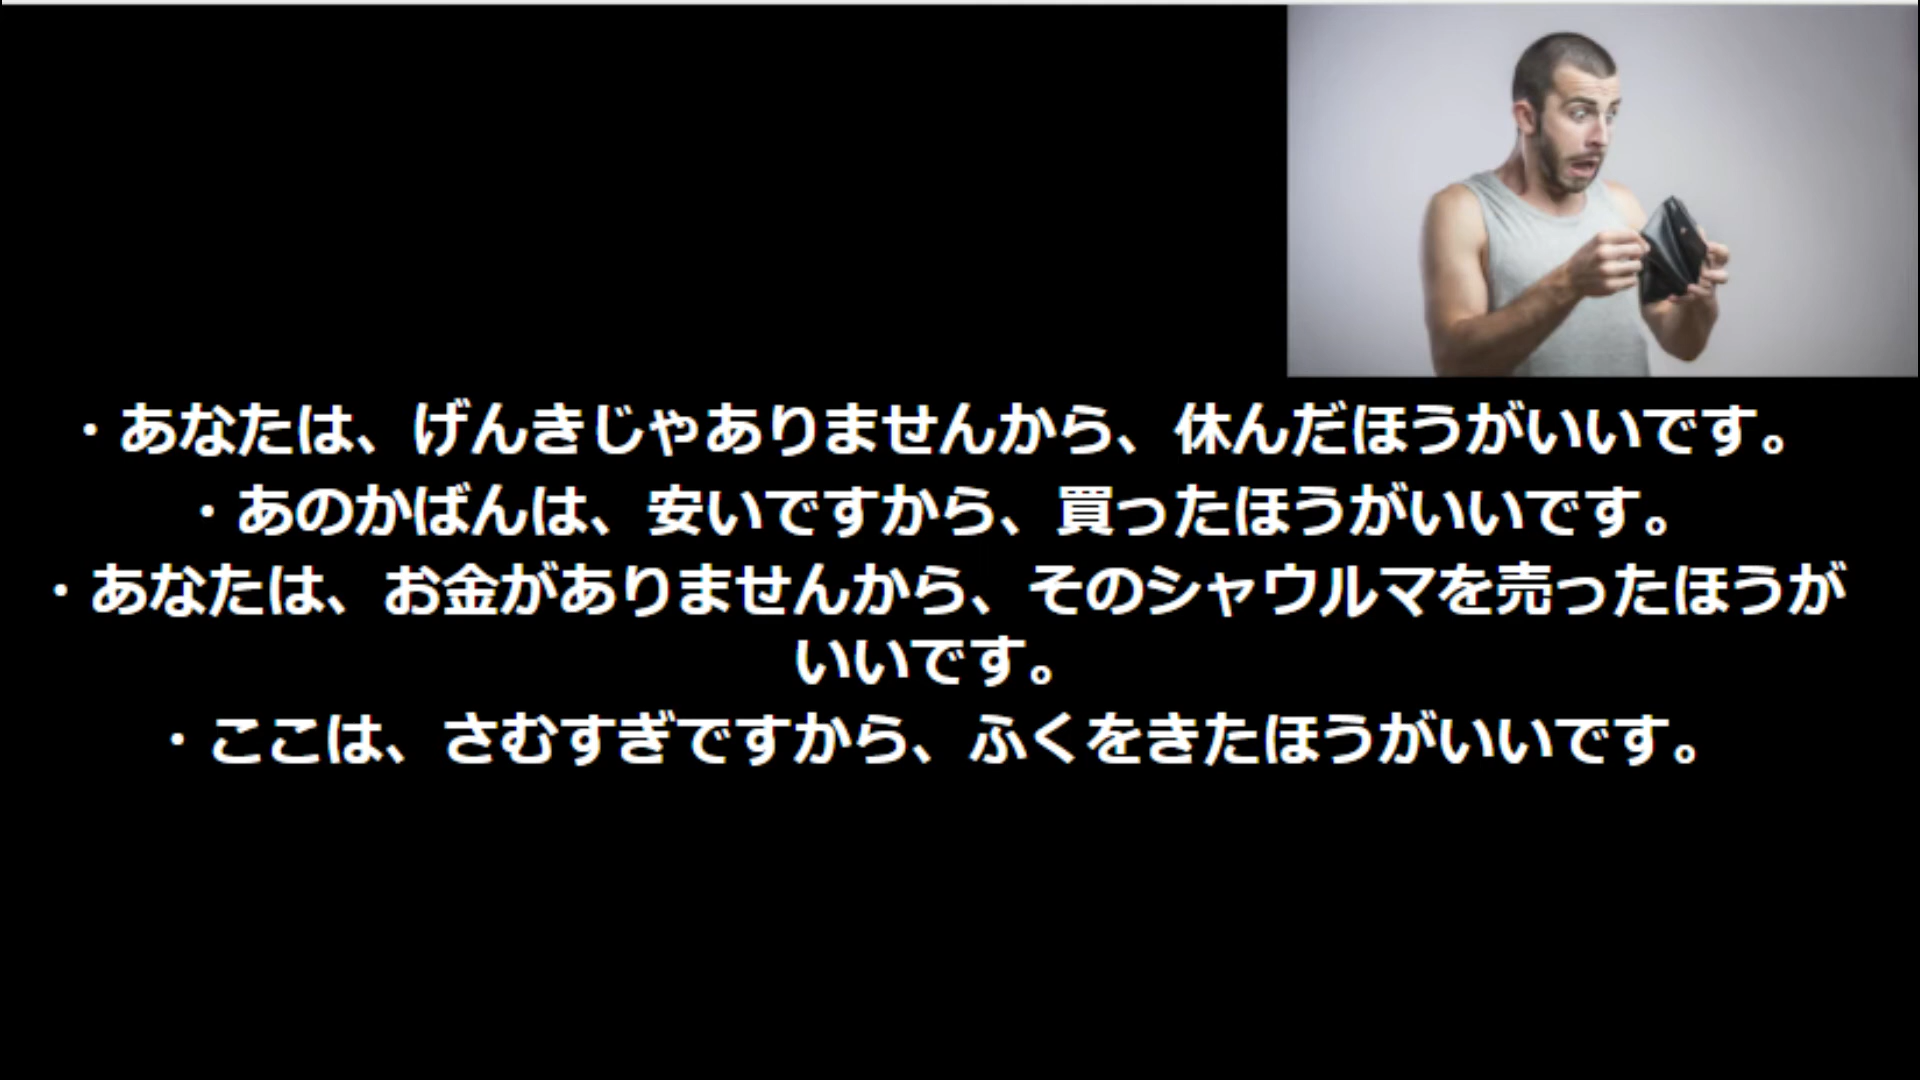 ・あなたは、げんきじゃありませんから、休んだほうがいいです。
・あのかばんは、安いですから、買ったほうがいいです。
・あなたは、お金がありませんから、そのシャウルマを売ったほうが
いいです。
・ここは、さむすぎですから、ふくをきたほうがいいです。